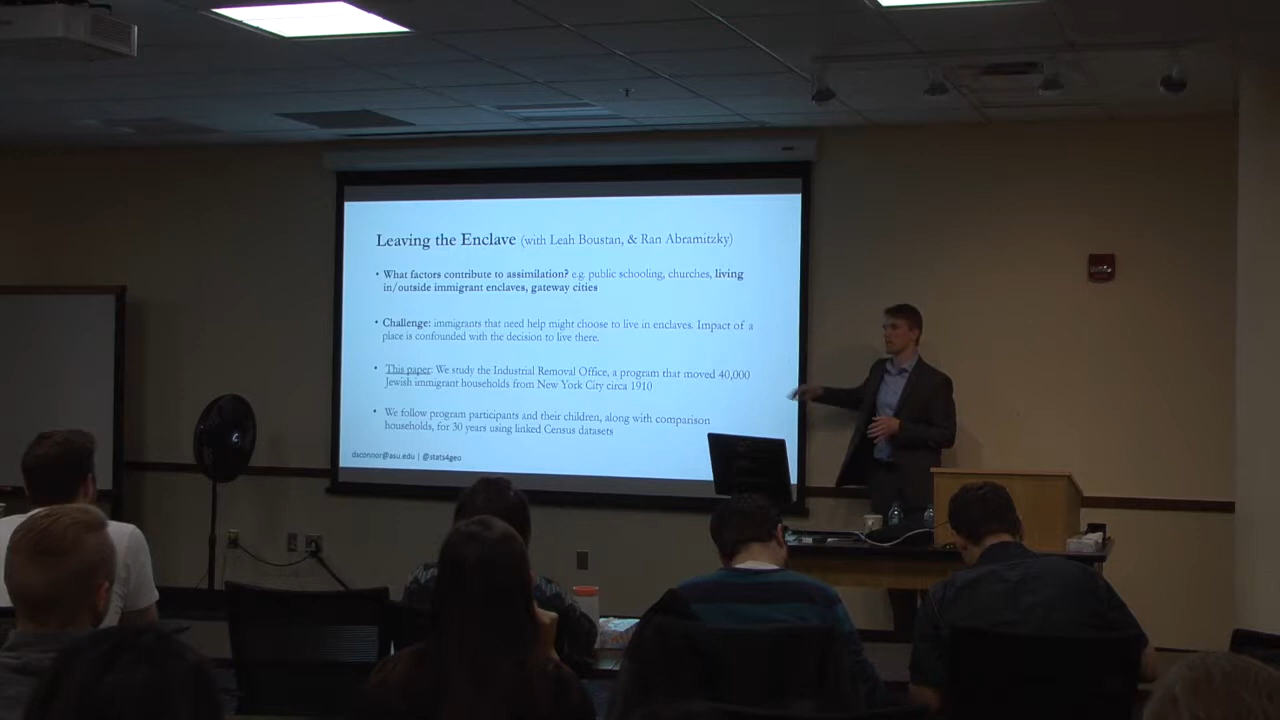 Leaving the Enclave (with Leah Boustan, & Ran Abramitzky)
• What factors contribute to assimilation? e.g. public schooling, churches, living
in/outside immigrant enclaves, gateway cities
• Challenge: immigrants that need help might choose to live in enclaves. Impact of a
place is confounded with the decision to live there.
• This paper: We study the Industrial Removal Office, a program that moved 40,000
Jewish immigrant households from New York City circa 1910
• We follow program participants and their children, along with comparison
households, for 30 years using linked Census datasets
dsconnor@asu.edu | @stats4geo